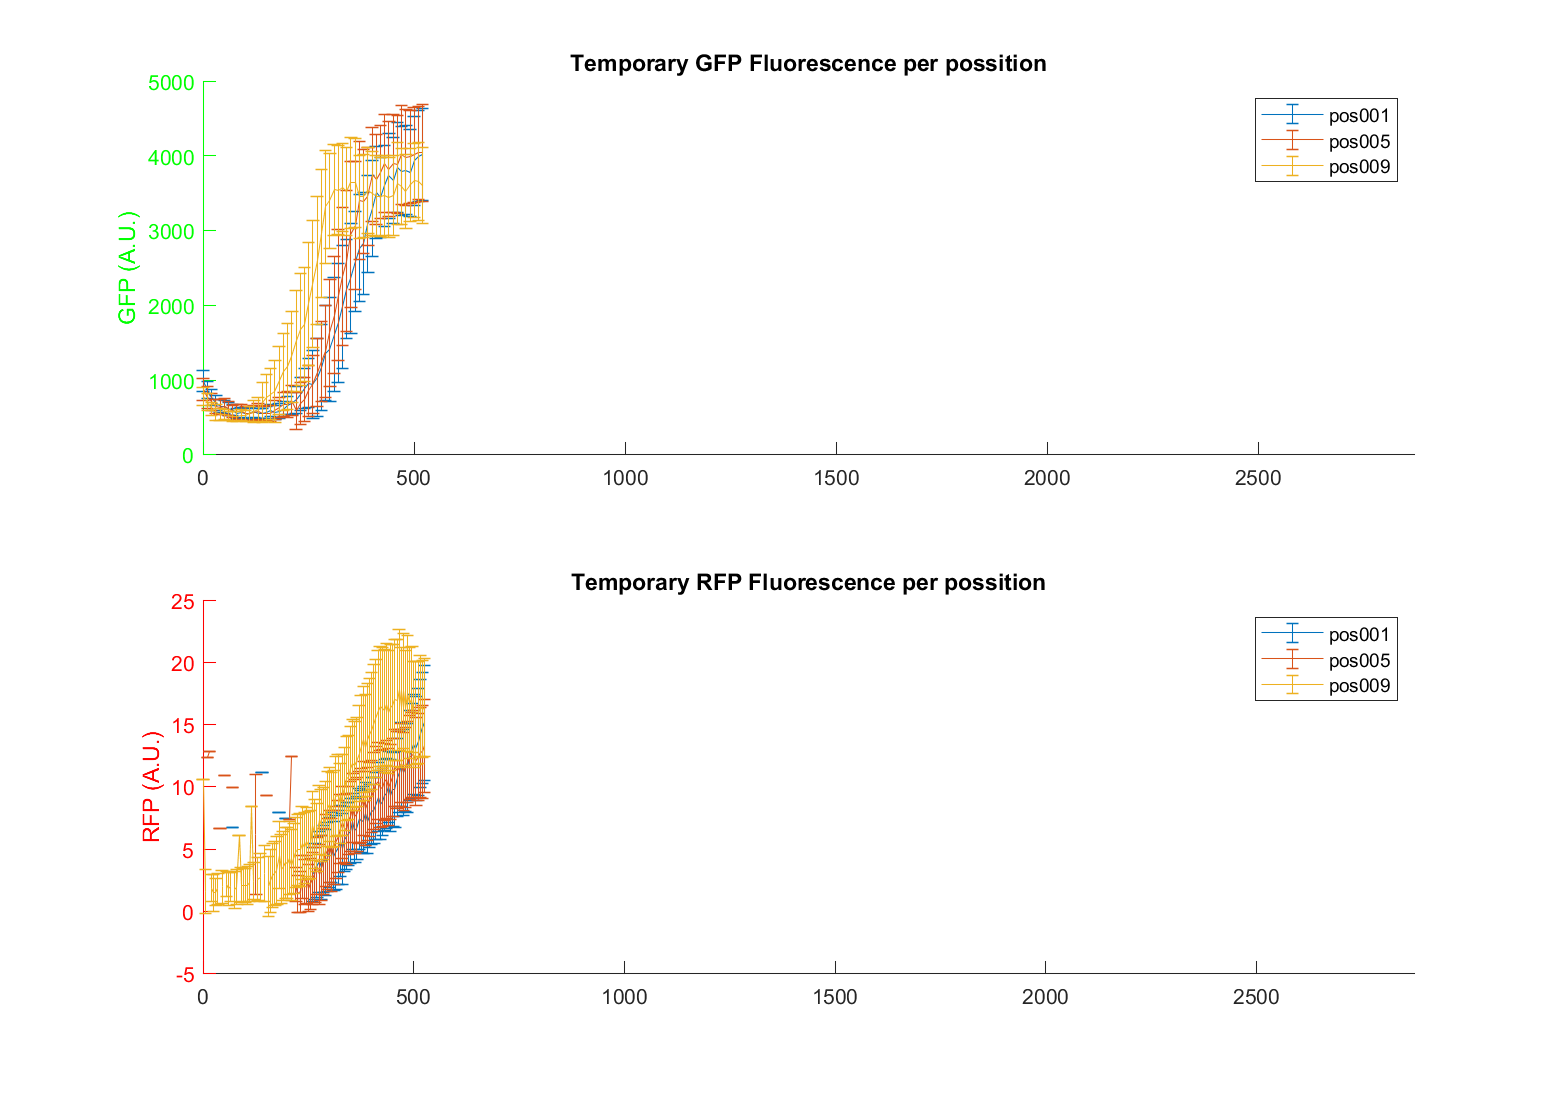 Temporary GFP Fluorescence per possition
GFP (A.U.)
5000
4000
3000
2000
1000
0
0 500 1000 1500 2000 2500
pos001
pos005
pos009
Temporary RFP Fluorescence per possition
RFP (A.U.)
25
20
15
10
5
0
-5
0 500 1000 1500 2000 2500
pos001
pos005
pos009